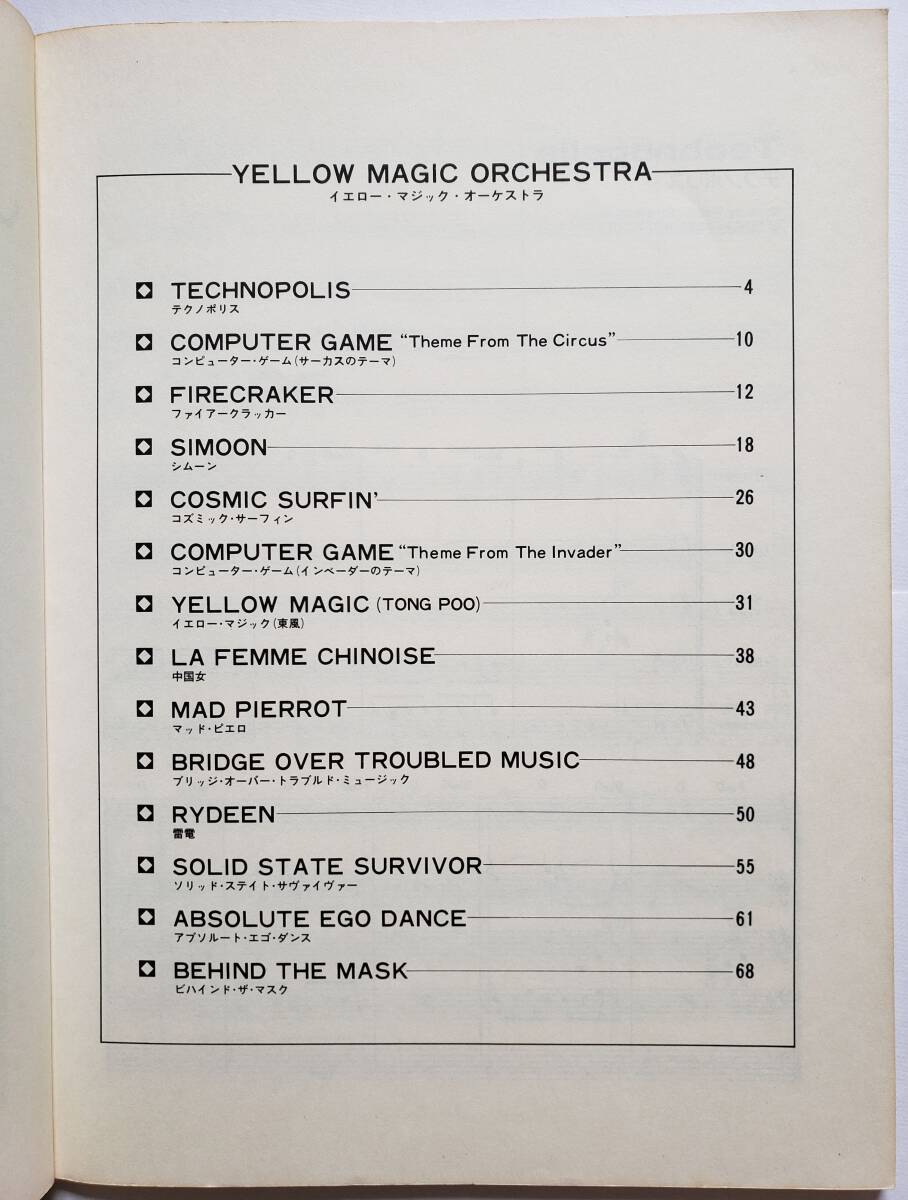 YELLOW MAGIC ORCHESTRA
イエロー・マジック・オーケストラ
TECHNOPOLIS 4
テクノポリス
COMPUTER GAME “Theme From The Circus” 10
コンピューター・ゲーム(サーカスのテーマ)
FIRECRAKER 12
ファイアークラッカー
SIMOON 18
シムーン
COSMIC SURFIN’ 26
コズミック・サーフィン
COMPUTER GAME “Theme From The Invader” 30
コンピューター・ゲーム(インベーダーのテーマ)
YELLOW MAGIC (TONG POO) 31
イエロー・マジック(東風)
LA FEMME CHINOISE 38
中国女
MAD PIERROT 43
マッド・ピエロ
BRIDGE OVER TROUBLED MUSIC 48
ブリッジ・オーバー・トラブルド・ミュージック
RYDEEN 50
雷電
SOLID STATE SURVIVOR 55
ソリッド・ステイト・サヴァイヴァー
ABSOLUTE EGO DANCE 61
アブソルート・エゴ・ダンス
BEHIND THE MASK 68
ビハインド・ザ・マスク